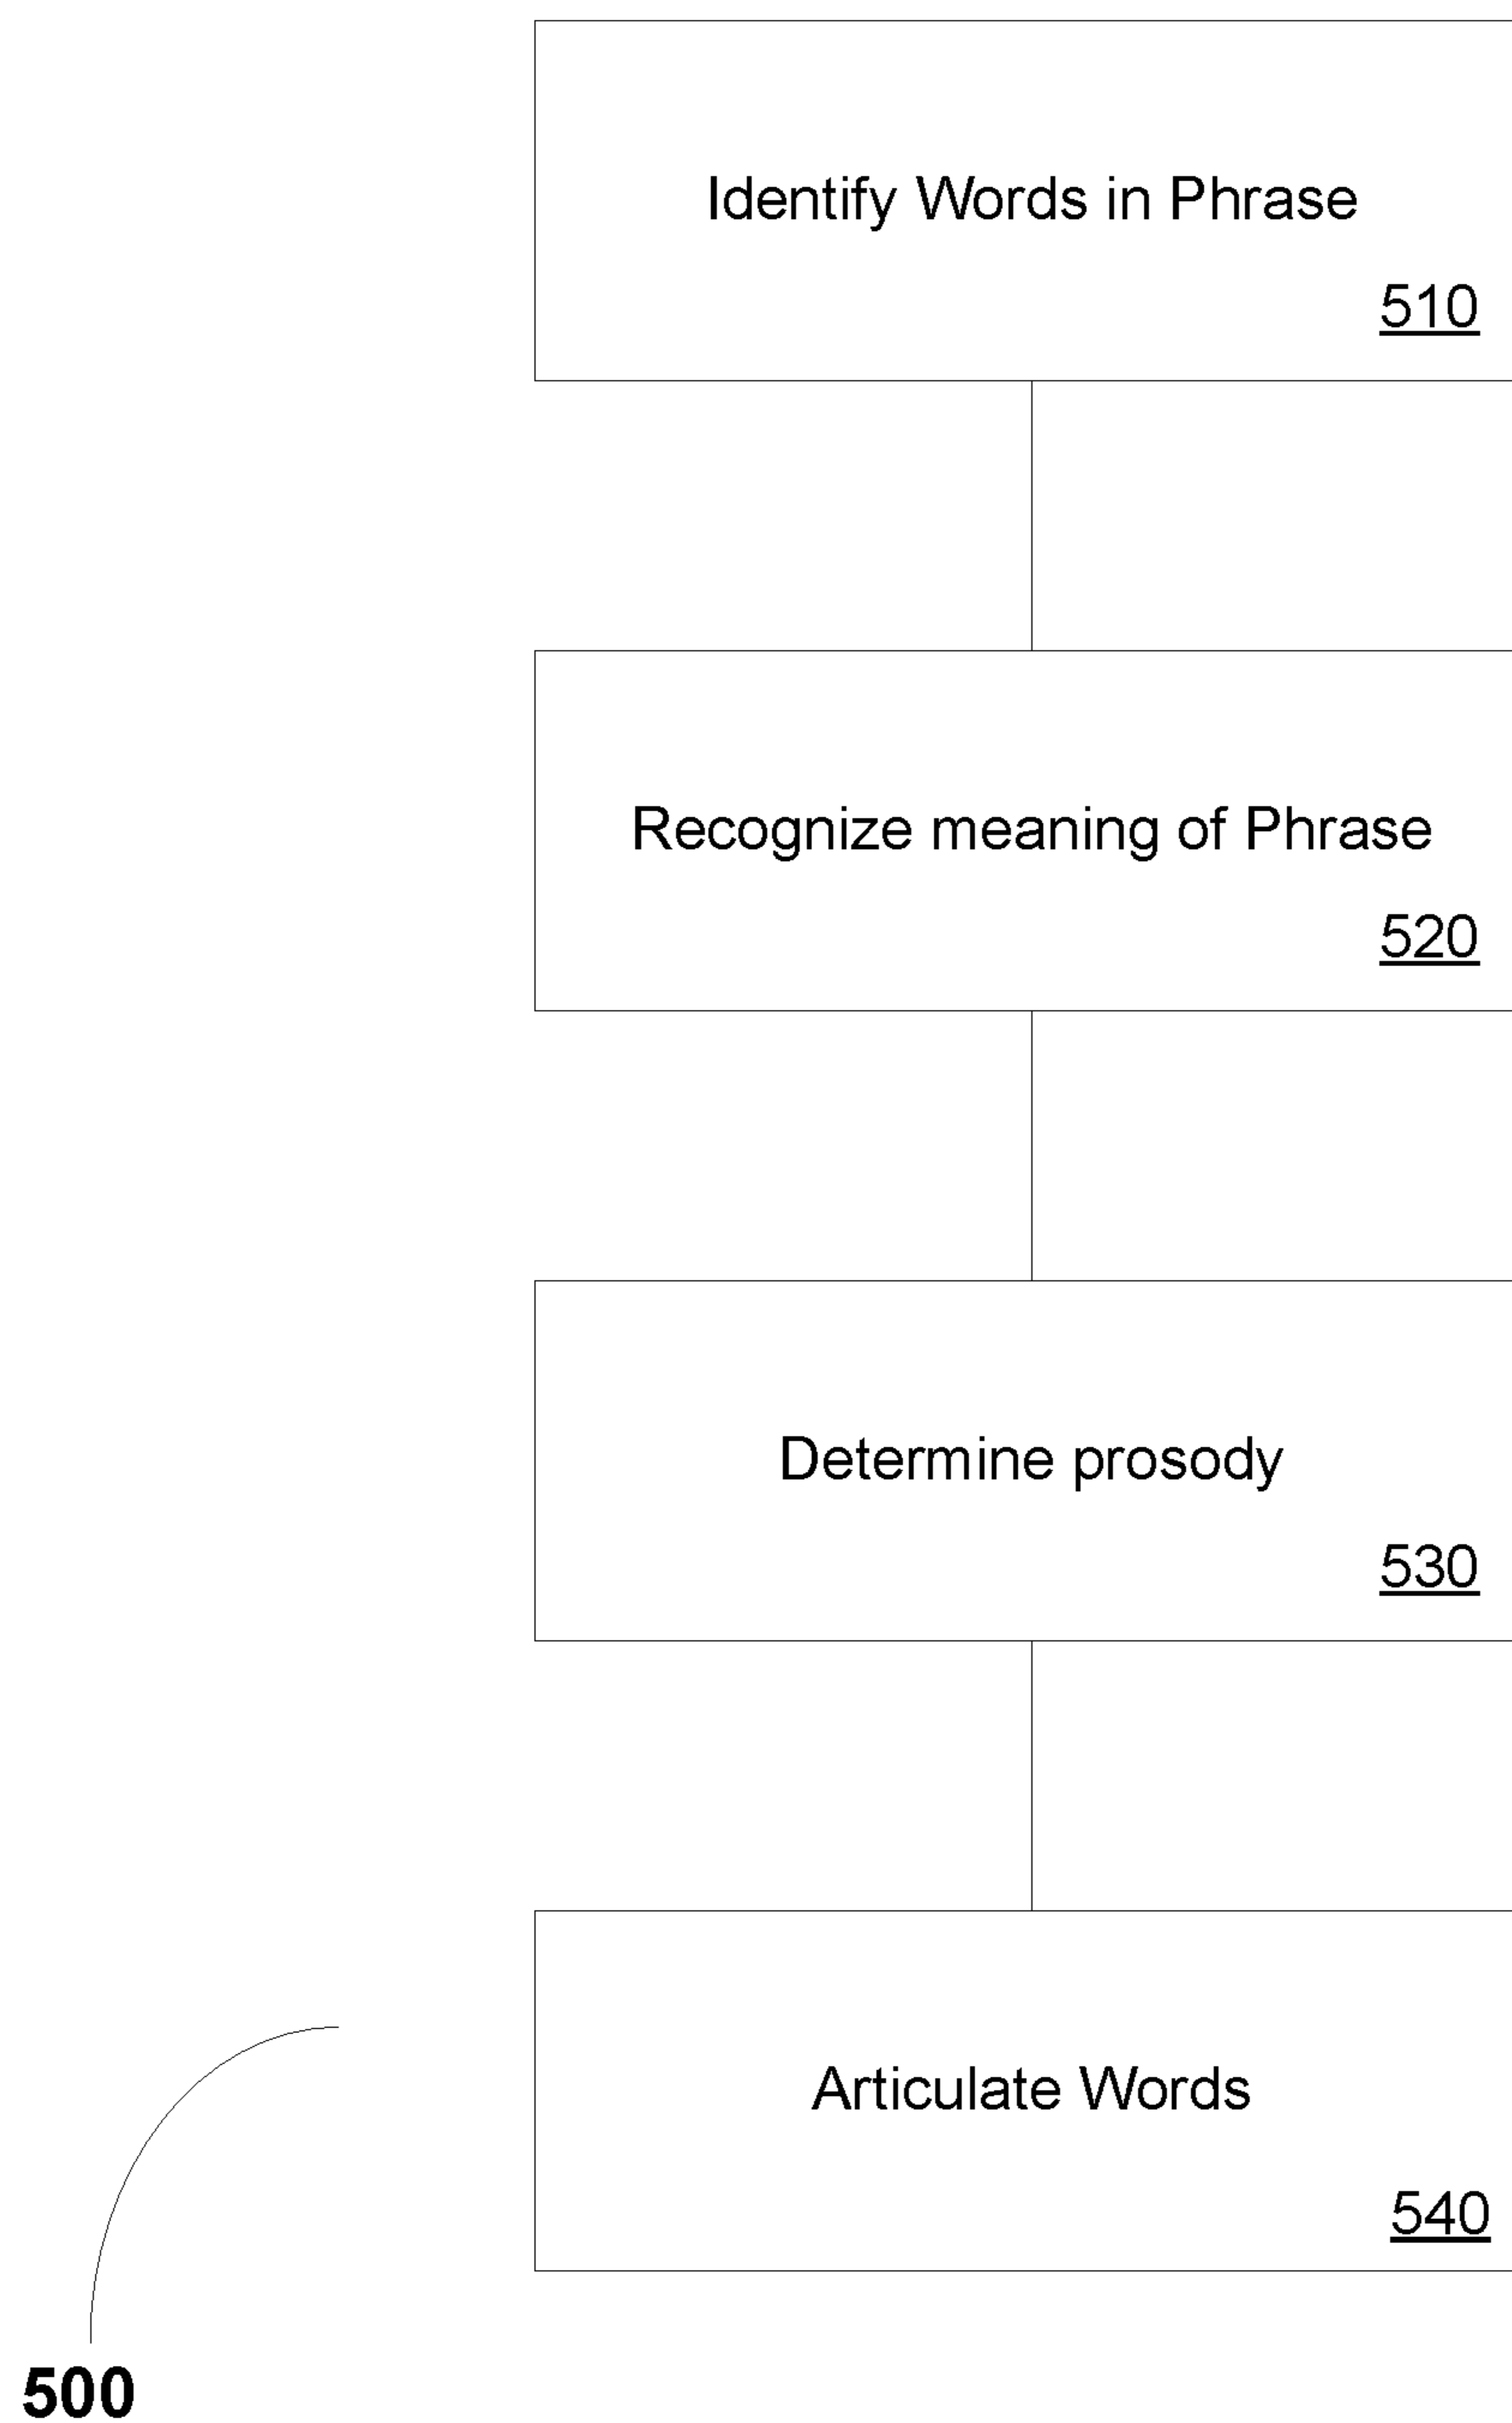 Identify Words in Phrase
510
Recognize meaning of Phrase
520
Determine prosody
530
Articulate Words
540
500